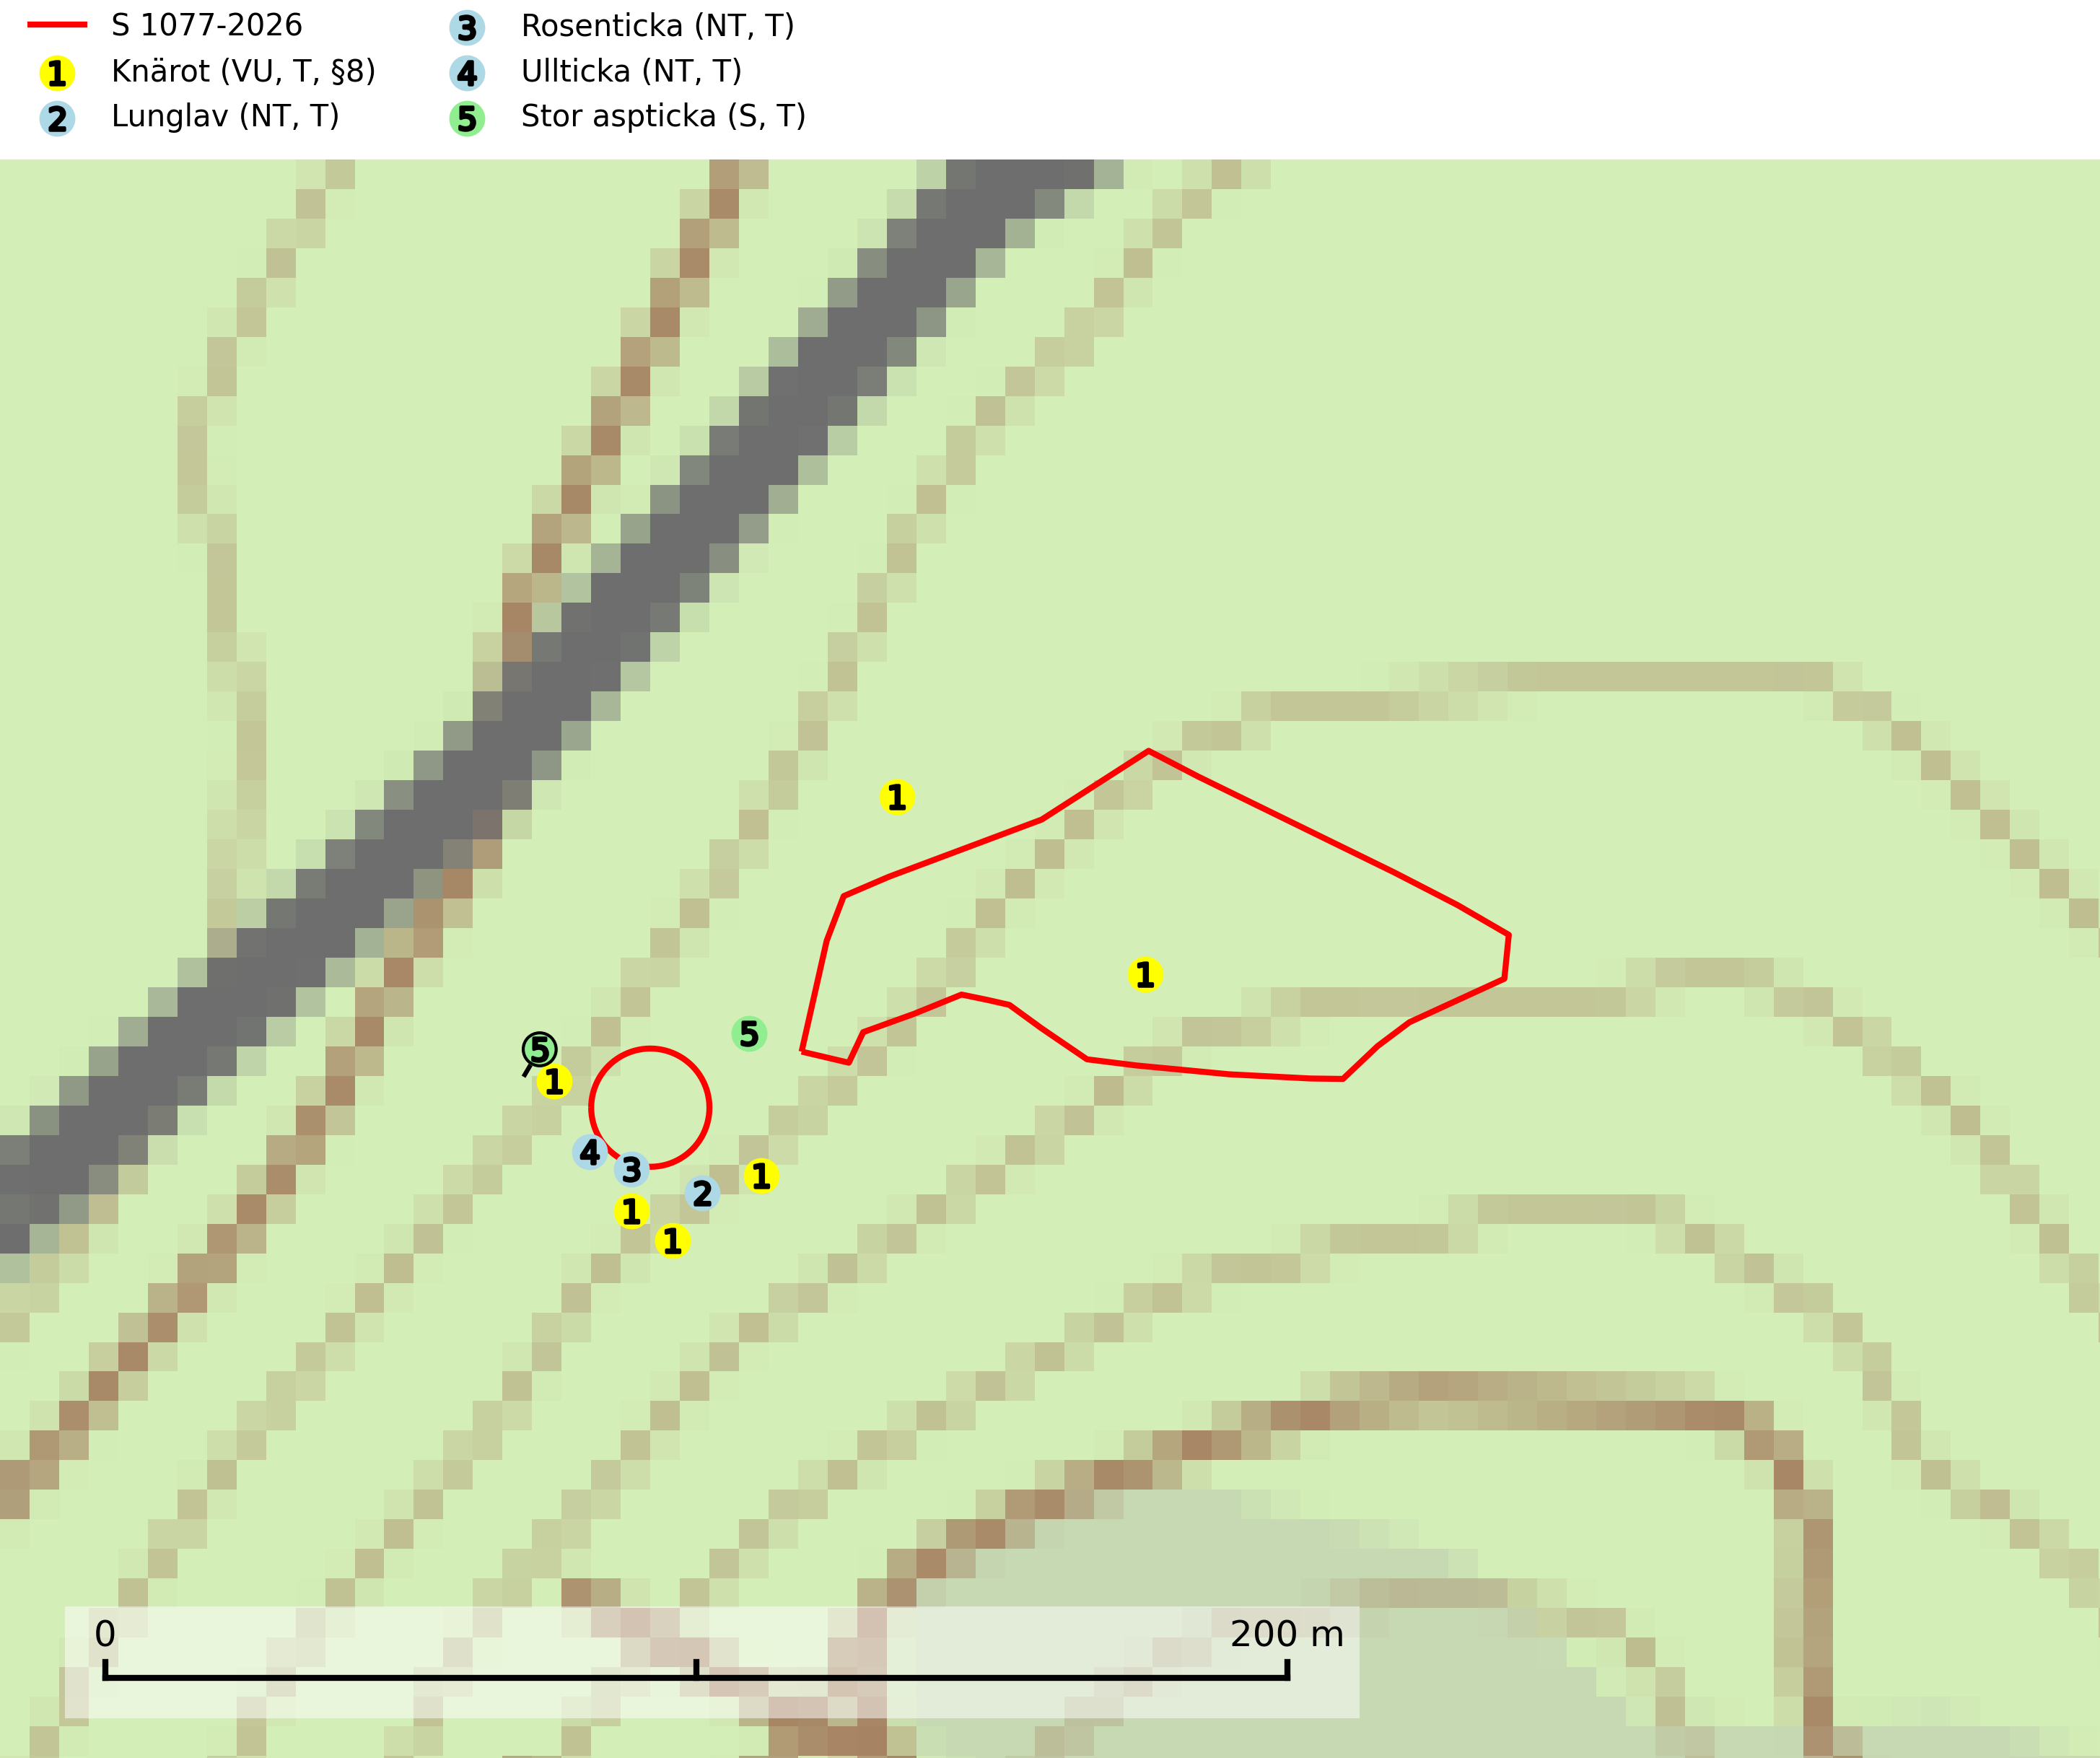 S 1077-2026
1 Knärot (VU, T, §8)
2 Lunglav (NT, T)
3 Rosenticka (NT, T)
4 Ullticka (NT, T)
5 Stor aspticka (S, T)
1
1
5
5
1
4
3
1
2
1
1
0 200 m